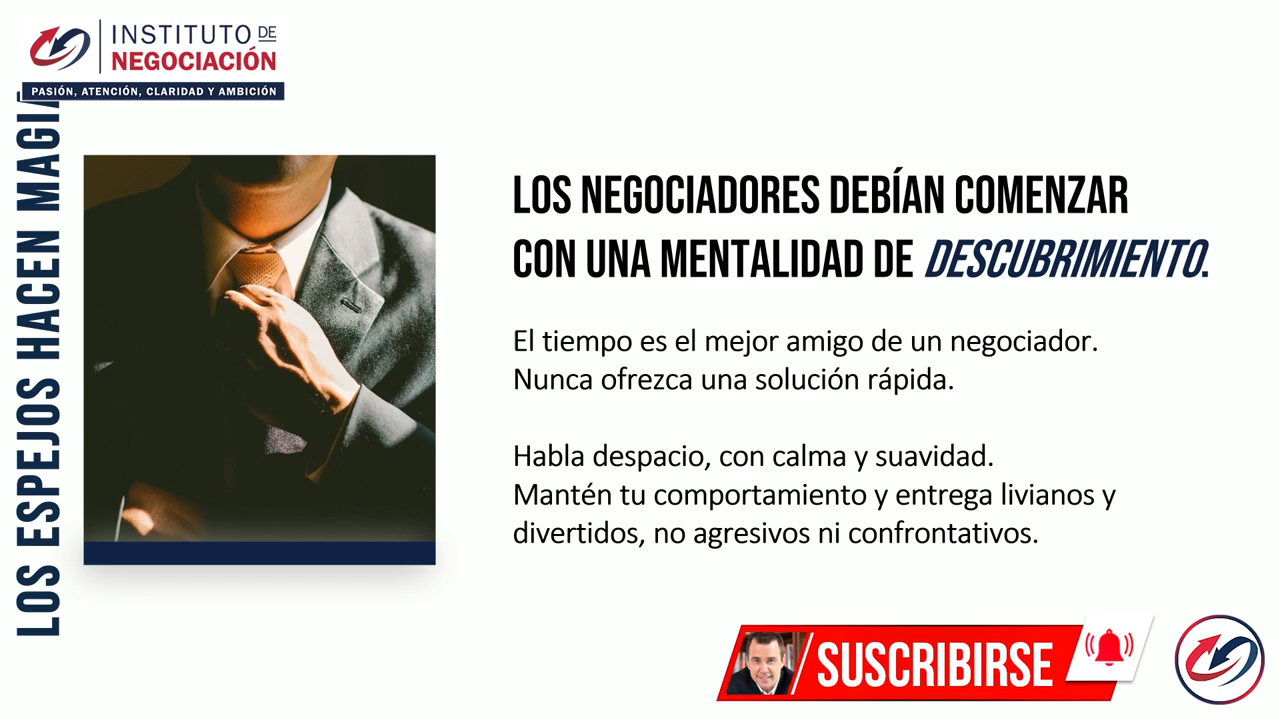 INSTITUTO DE
NEGOCIACIÓN
PASIÓN, ATENCIÓN, CLARIDAD Y AMBICIÓN
LOS ESPEJOS HACEN MAGIA
LOS NEGOCIADORES DEBÍAN COMENZAR
CON UNA MENTALIDAD DE DESCUBRIMIENTO.
El tiempo es el mejor amigo de un negociador.
Nunca ofrezca una solución rápida.
Habla despacio, con calma y suavidad.
Mantén tu comportamiento y entrega livianos y
divertidos, no agresivos ni confrontativos.
SUSCRIBIRSE